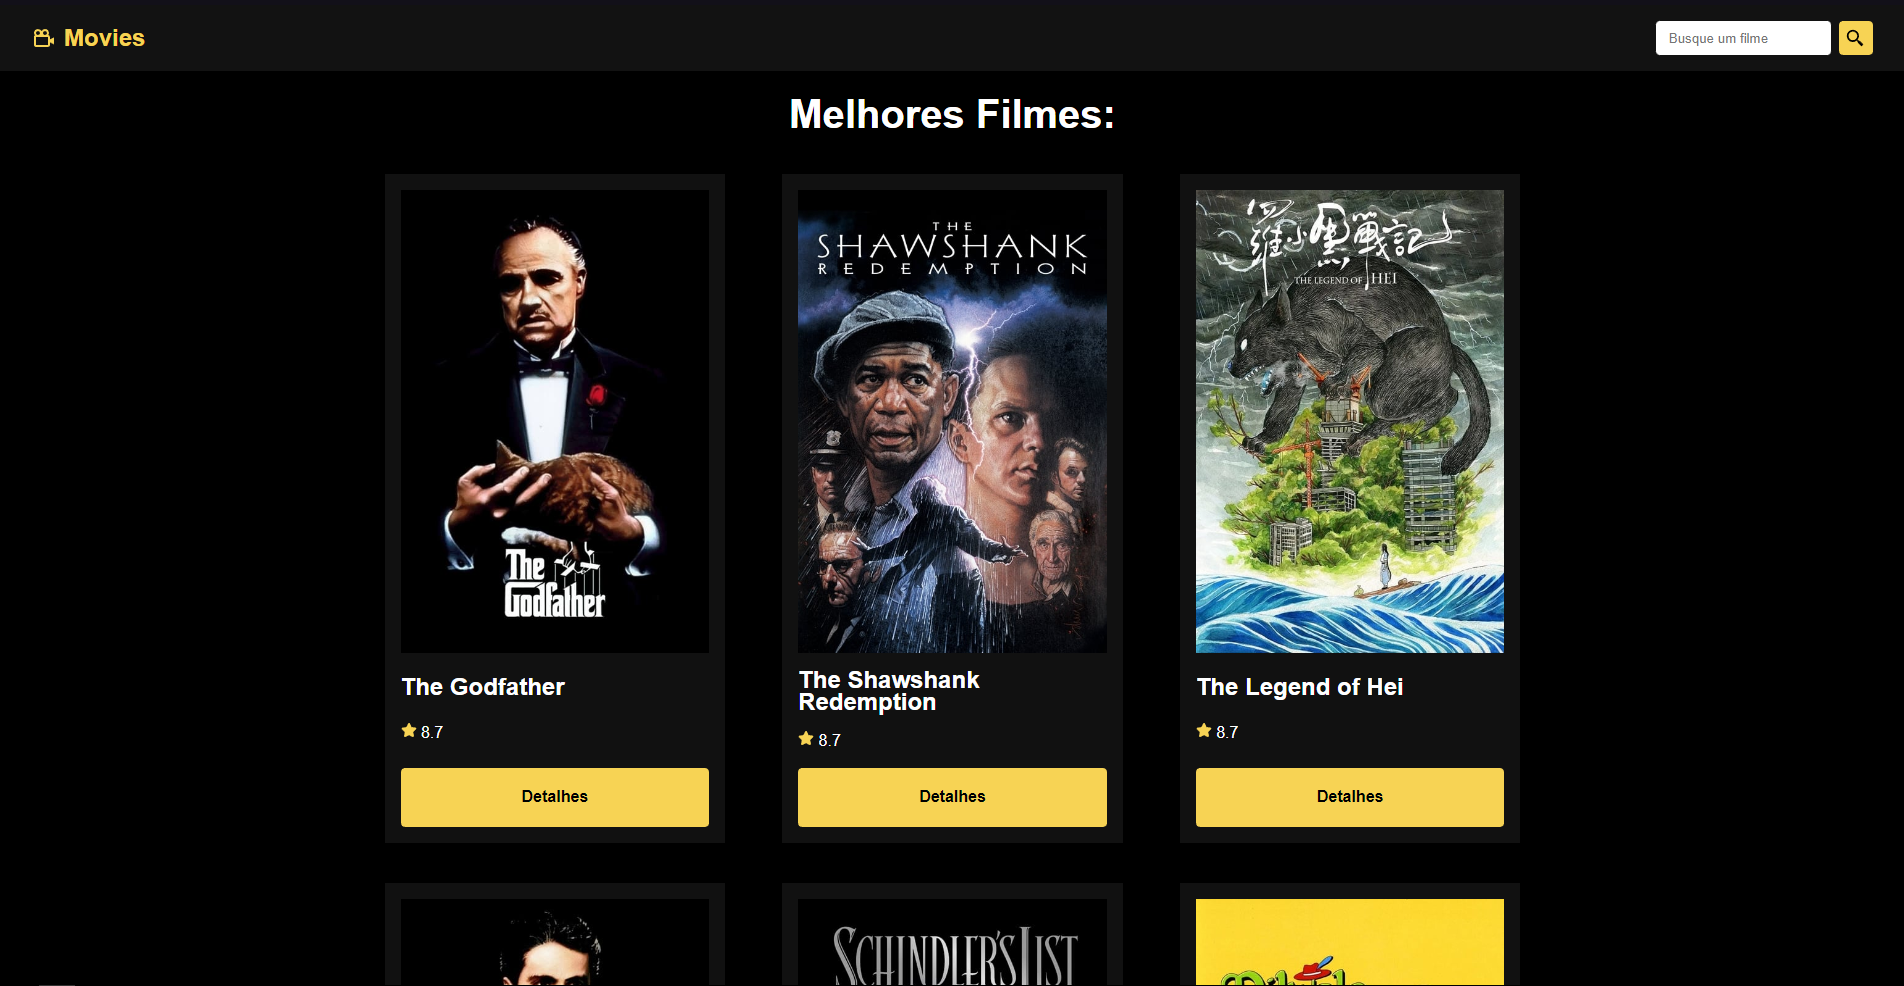 Movies
Busque um filme
Melhores Filmes:
The
Godfather
THE
SHAWSHANK
REDEMPTION
羅小黑戰記
THE LEGEND OF HEI
The Godfather
The Shawshank
Redemption
The Legend of Hei
8.7
8.7
8.7
Detalhes
Detalhes
Detalhes
SCHINDLER'S LIST